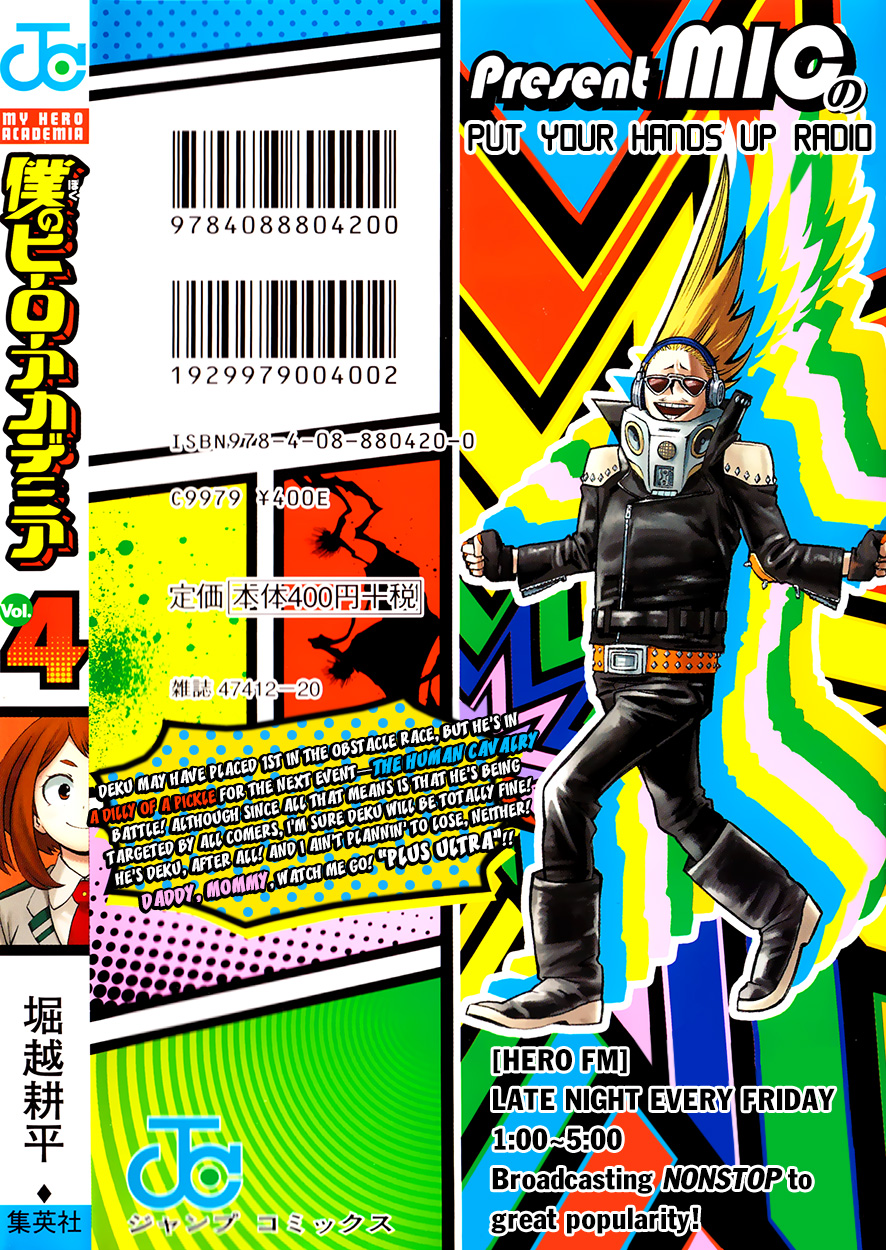 JC
MY HERO
ACADEMIA
僕のヒーローアカデミア
ぼく
Vol.
4
堀越耕平
集英社
9784088804200
1929979004002
ISBN978-4-08-880420-0
C9979 ¥400E
定価 本体400円+税
雑誌 47412-20
DEKU MAY HAVE PLACED 1ST IN THE OBSTACLE RACE, BUT HE'S IN
A DILLY OF A PICKLE FOR THE NEXT EVENT—THE HUMAN CAVALRY
BATTLE! ALTHOUGH SINCE ALL THAT MEANS IS THAT HE'S BEING
TARGETED BY ALL COMERS, I'M SURE DEKU WILL BE TOTALLY FINE!
HE'S DEKU, AFTER ALL! AND I AIN'T PLANNIN' TO LOSE, NEITHER!
DADDY, MOMMY, WATCH ME GO! "PLUS ULTRA"!!
JC
ジャンプ コミックス
Present MICの
PUT YOUR HANDS UP RADIO
[HERO FM]
LATE NIGHT EVERY FRIDAY
1:00~5:00
Broadcasting NONSTOP to
great popularity!